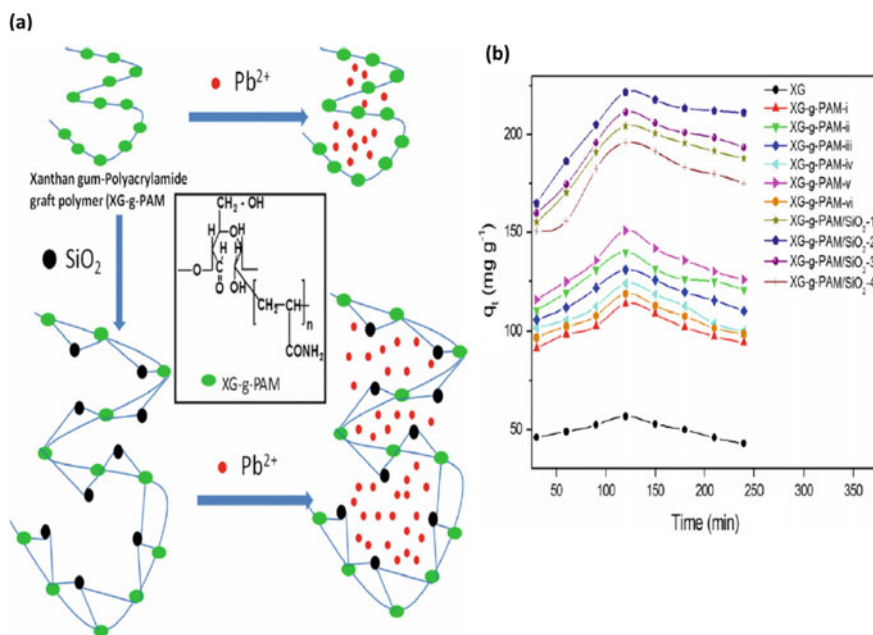 (a)
Pb²⁺
Xanthan gum-Polyacrylamide
graft polymer (XG-g-PAM
SiO₂
CH₂ - OH
H
OH
H
H
H
O
O
OH
CH₂
n
CONH₂
XG-g-PAM
Pb²⁺
(b)
XG
XG-g-PAM-i
XG-g-PAM-ii
XG-g-PAM-iii
XG-g-PAM-iv
XG-g-PAM-v
XG-g-PAM-vi
XG-g-PAM/SiO₂-1
XG-g-PAM/SiO₂-2
XG-g-PAM/SiO₂-3
XG-g-PAM/SiO₂-4
qₜ (mg g⁻¹)
200
150
100
50
50 100 150 200 250 300 350
Time (min)